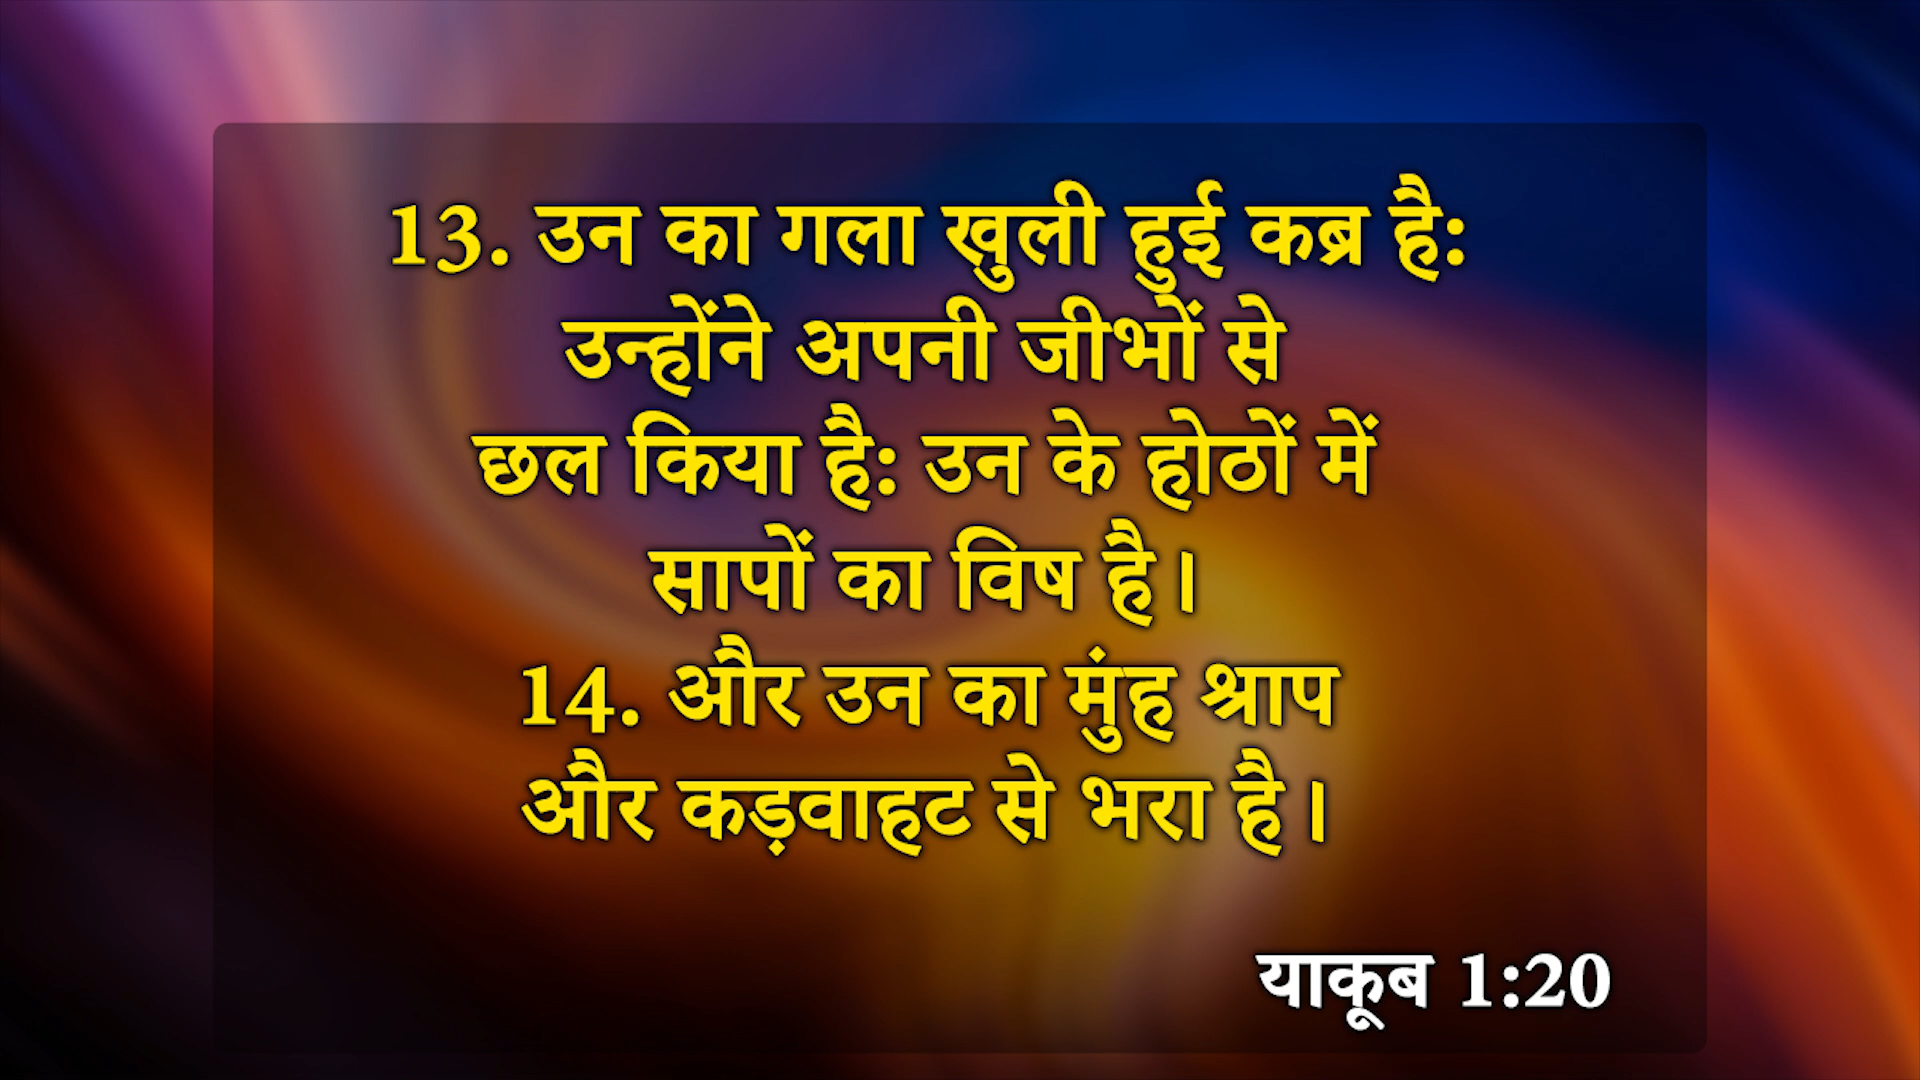 13. उन का गला खुली हुई कब्र है:
उन्होंने अपनी जीभों से
छल किया है: उन के होठों में
सापों का विष है।
14. और उन का मुंह श्राप
और कड़वाहट से भरा है।
याकूब 1:20